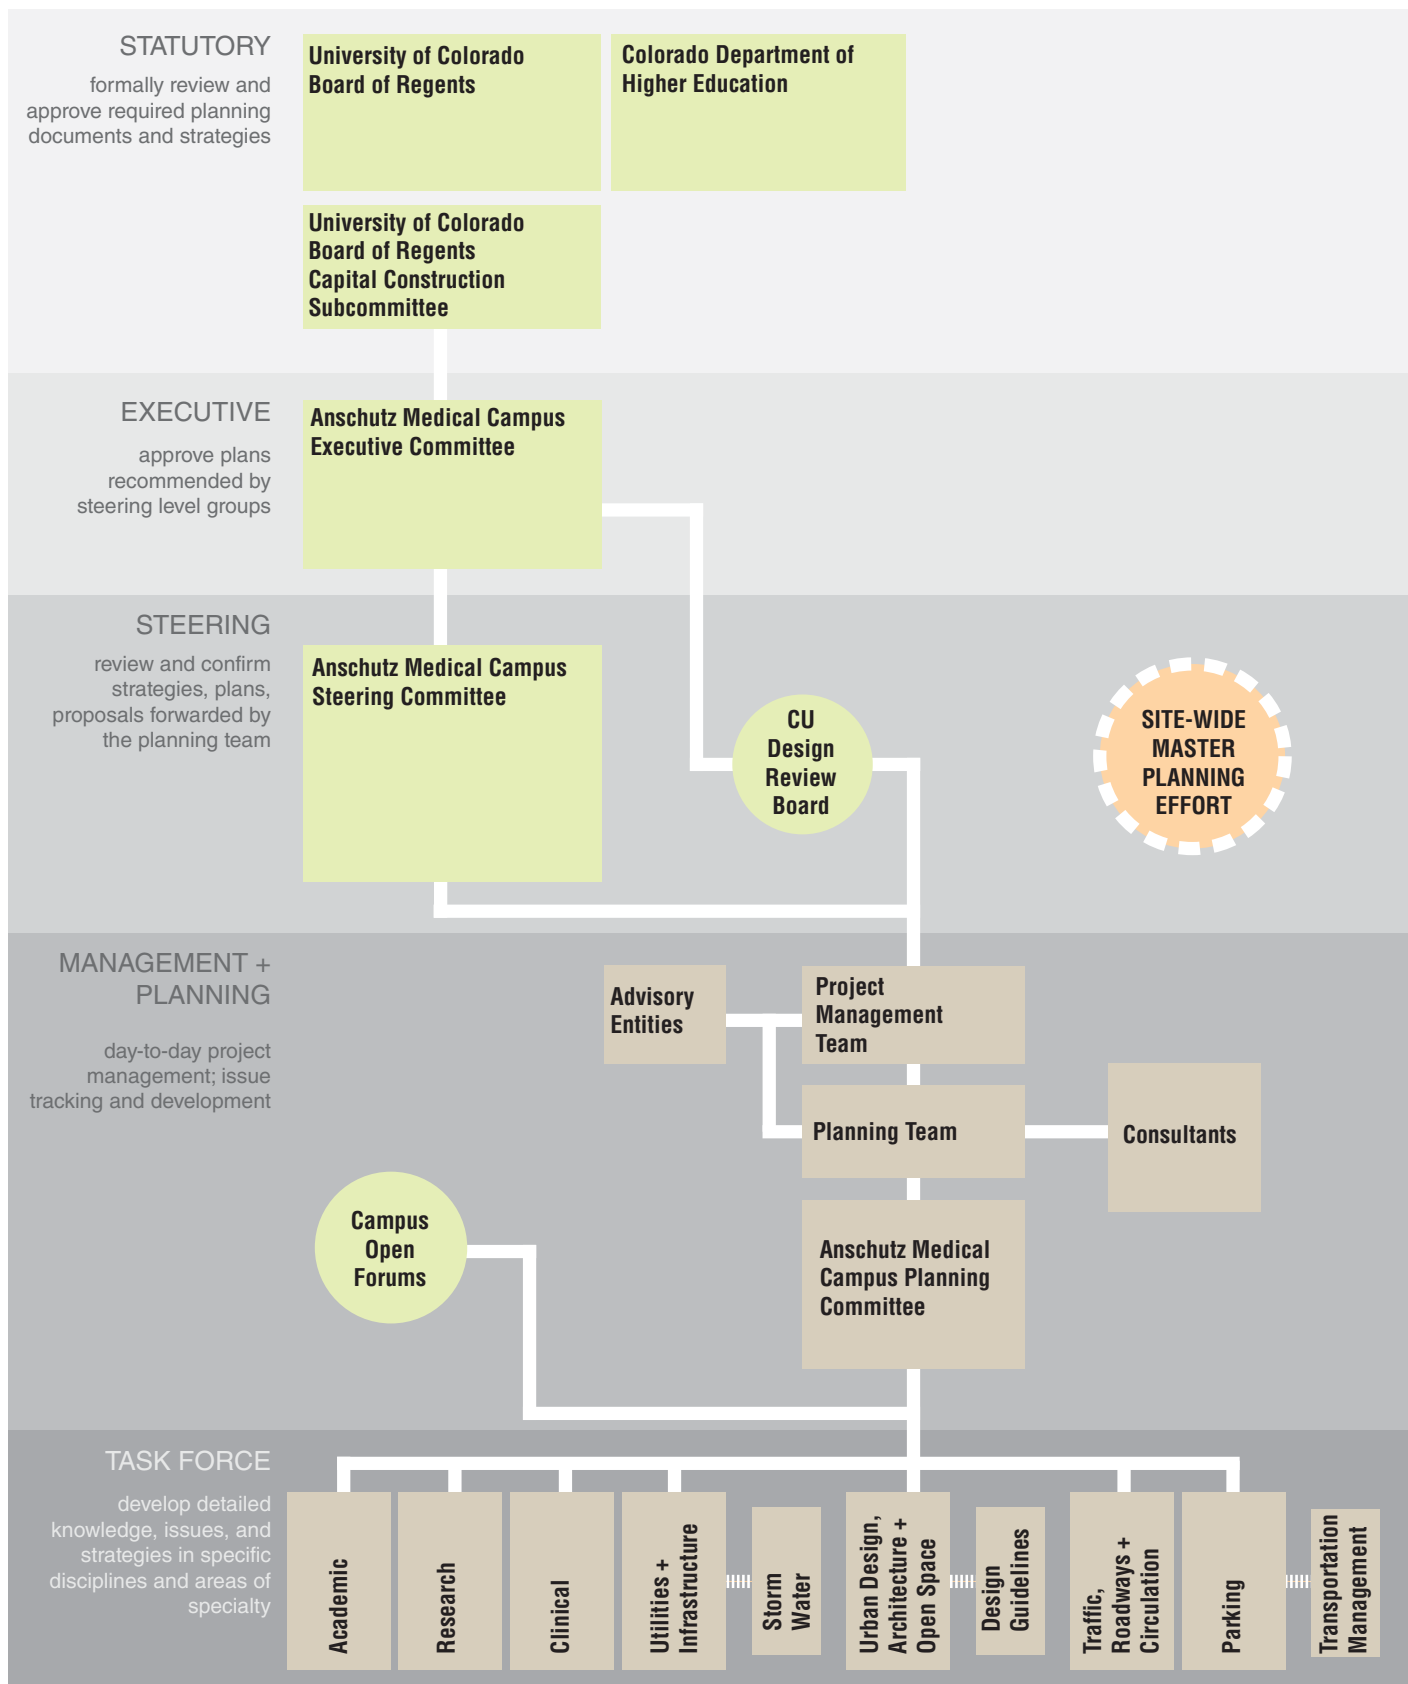 STATUTORY
formally review and
approve required planning
documents and strategies
University of Colorado
Board of Regents
Colorado Department of
Higher Education
University of Colorado
Board of Regents
Capital Construction
Subcommittee
EXECUTIVE
approve plans
recommended by
steering level groups
Anschutz Medical Campus
Executive Committee
STEERING
review and confirm
strategies, plans,
proposals forwarded by
the planning team
Anschutz Medical Campus
Steering Committee
CU
Design
Review
Board
SITE-WIDE
MASTER
PLANNING
EFFORT
MANAGEMENT +
PLANNING
day-to-day project
management; issue
tracking and development
Advisory
Entities
Project
Management
Team
Planning Team
Consultants
Campus
Open
Forums
Anschutz Medical
Campus Planning
Committee
TASK FORCE
develop detailed
knowledge, issues, and
strategies in specific
disciplines and areas of
specialty
Academic
Research
Clinical
Utilities +
Infrastructure
Storm
Water
Urban Design,
Architecture +
Open Space
Design
Guidelines
Traffic,
Roadways +
Circulation
Parking
Transportation
Management